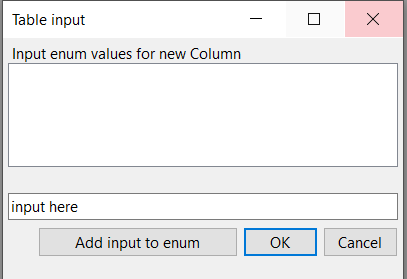 Table input
Input enum values for new Column
input here
Add input to enum
OK
Cancel